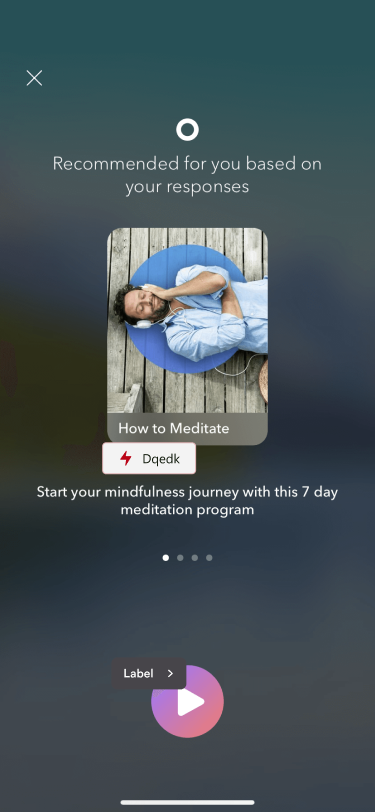 Recommended for you based on
your responses
How to Meditate
Dqedk
Start your mindfulness journey with this 7 day
meditation program
Label